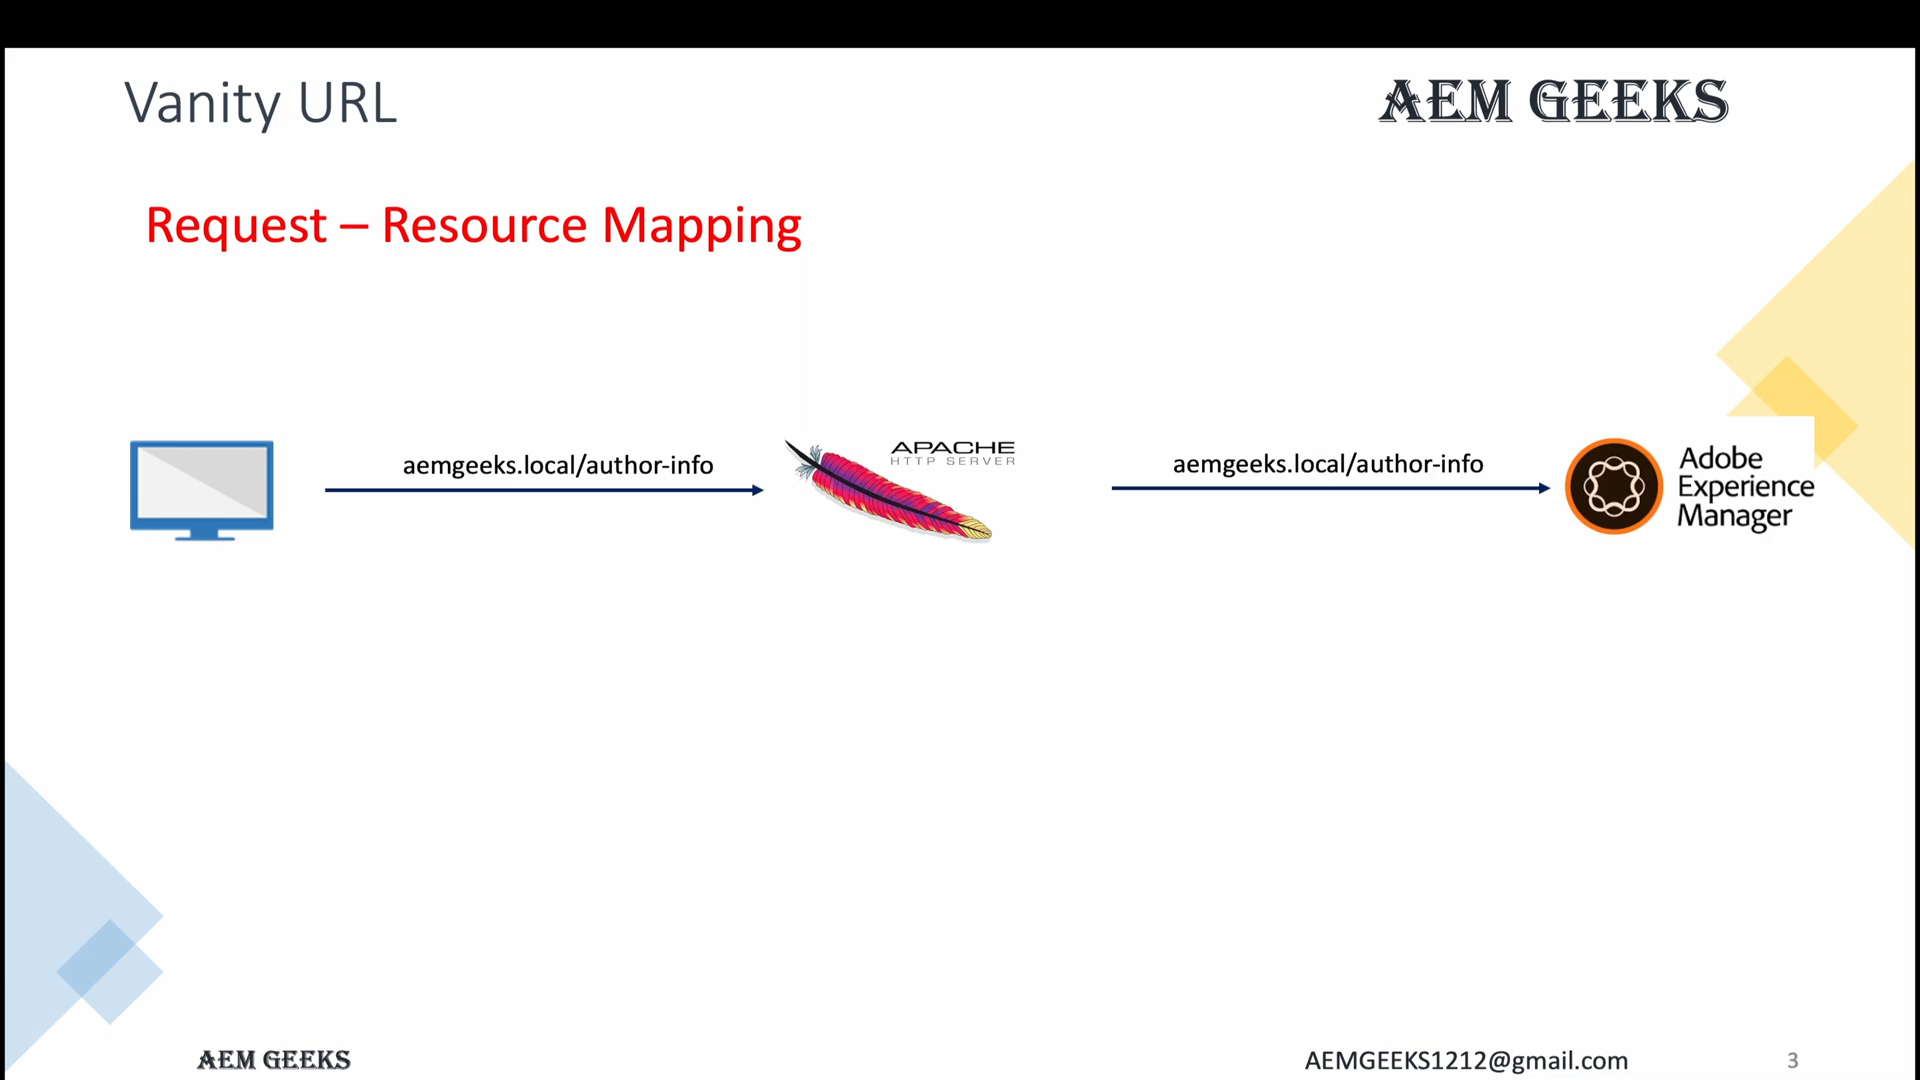 Vanity URL
AEM GEEKS
Request – Resource Mapping
aemgeeks.local/author-info
APACHE
HTTP SERVER
aemgeeks.local/author-info
Adobe
Experience
Manager
AEM GEEKS
AEMGEEKS1212@gmail.com
3